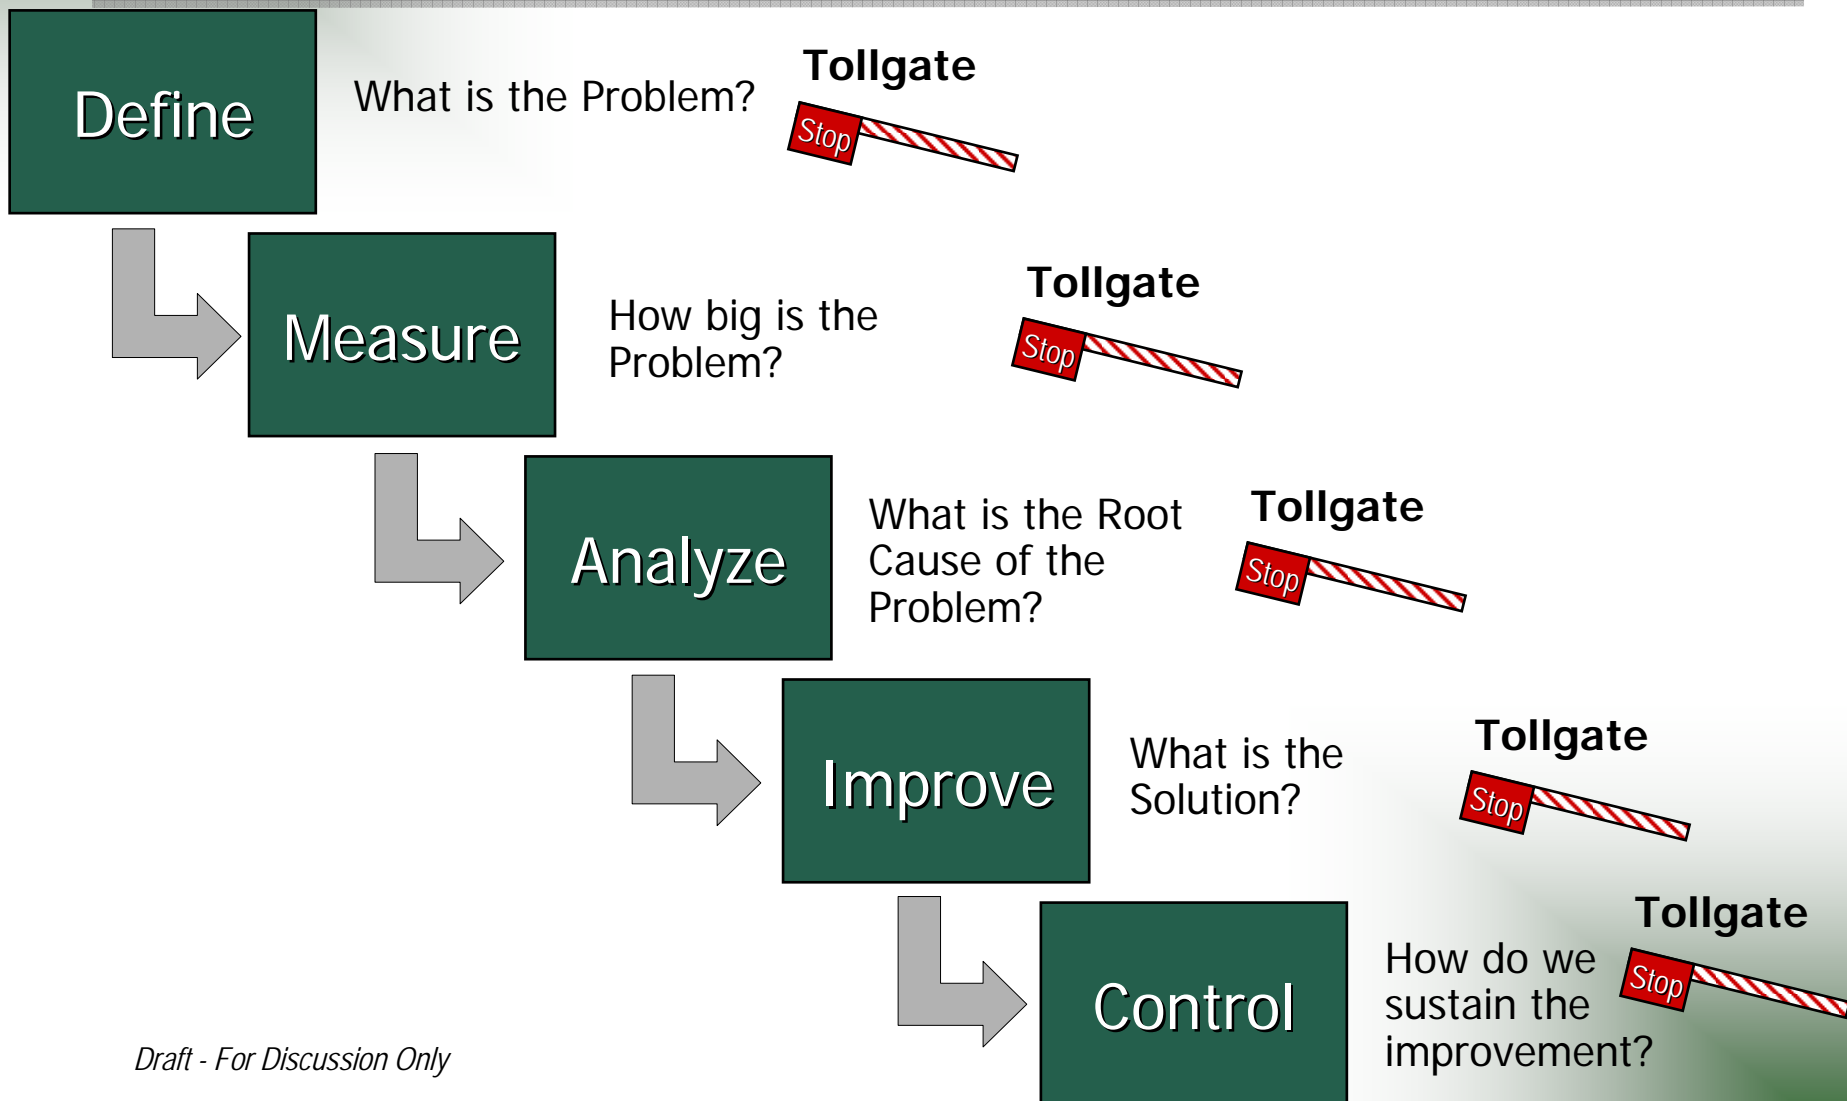 Define
What is the Problem?
Tollgate
Stop
Measure
How big is the
Problem?
Tollgate
Stop
Analyze
What is the Root
Cause of the
Problem?
Tollgate
Stop
Improve
What is the
Solution?
Tollgate
Stop
Control
How do we
sustain the
improvement?
Tollgate
Stop
Draft - For Discussion Only